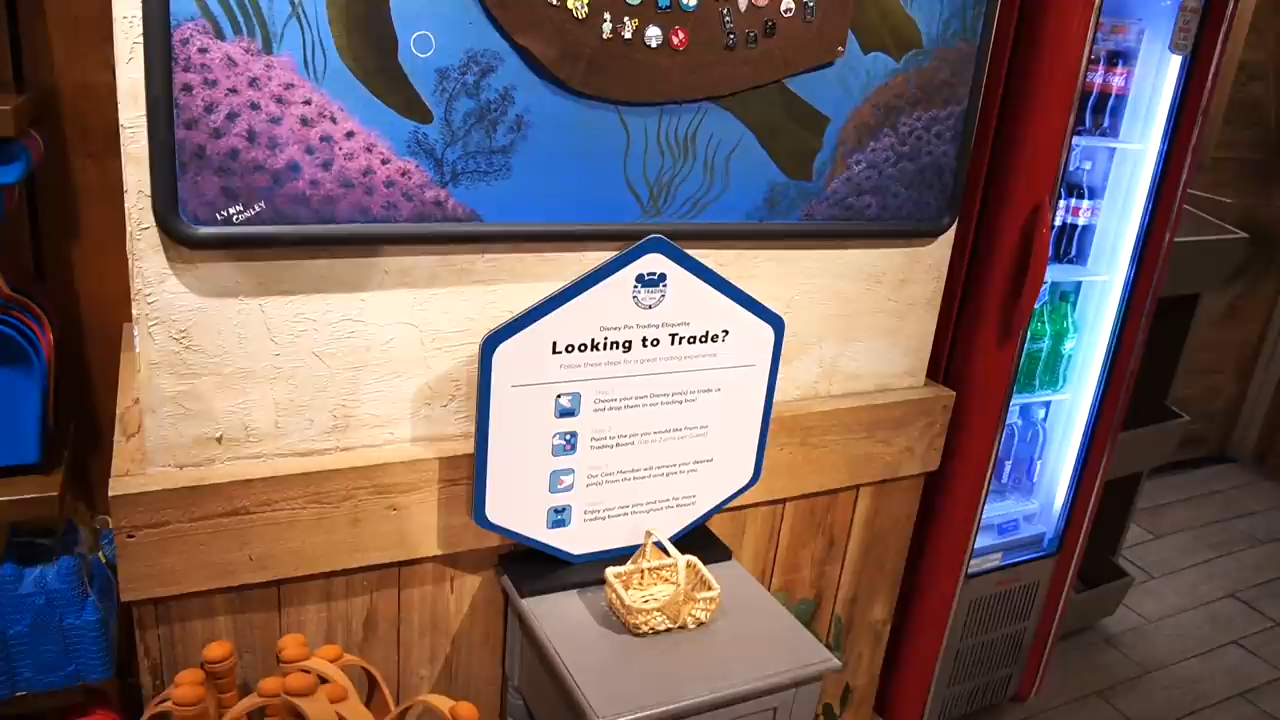 LYNN
CONLEY
PIN TRADING
Disney Pin Trading Etiquette
Looking to Trade?
Follow these steps for a great trading experience
Step 1
Choose your own Disney pin(s) to trade us
and drop them in our trading box!
Step 2
Point to the pin you would like from our
Trading Board. (Up to 2 pins per Guest)
Step 3
Our Cast Member will remove your desired
pin(s) from the board and give to you.
Enjoy your new pins and look for more
trading boards throughout the Resort!
Coca-Cola